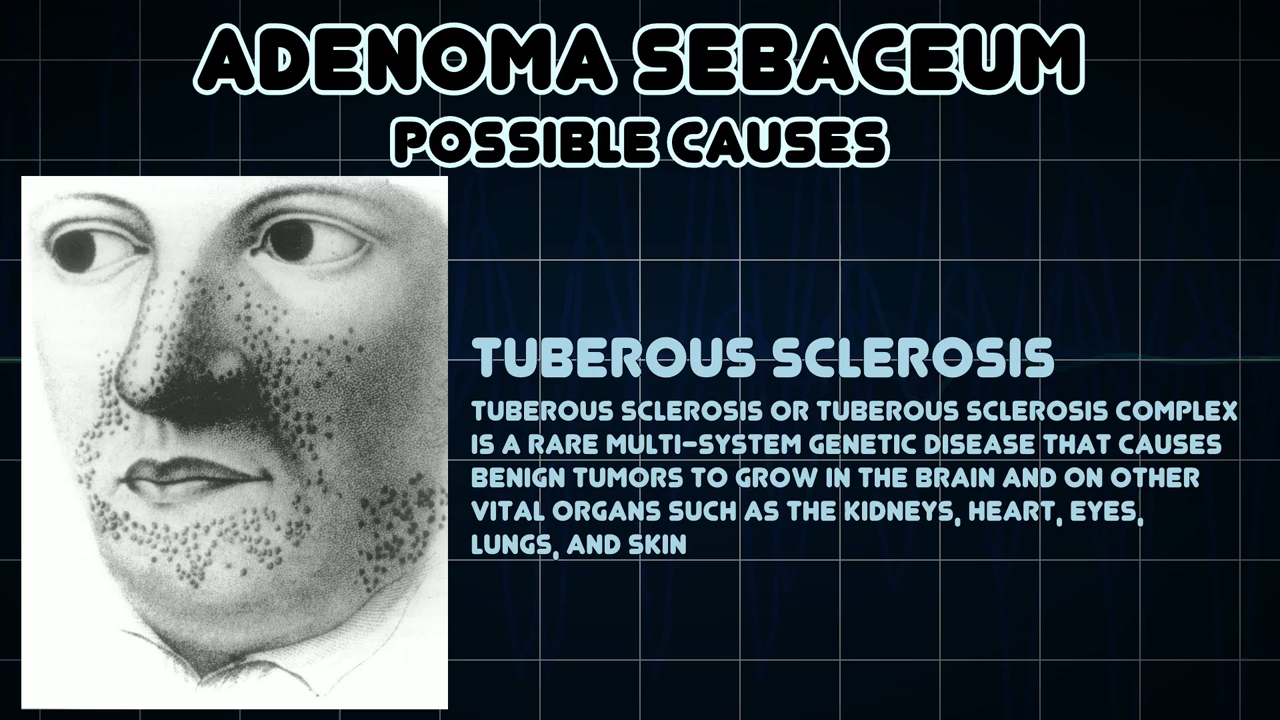 ADENOMA SEBACEUM
POSSIBLE CAUSES
TUBEROUS SCLEROSIS
TUBEROUS SCLEROSIS OR TUBEROUS SCLEROSIS COMPLEX
IS A RARE MULTI-SYSTEM GENETIC DISEASE THAT CAUSES
BENIGN TUMORS TO GROW IN THE BRAIN AND ON OTHER
VITAL ORGANS SUCH AS THE KIDNEYS, HEART, EYES,
LUNGS, AND SKIN